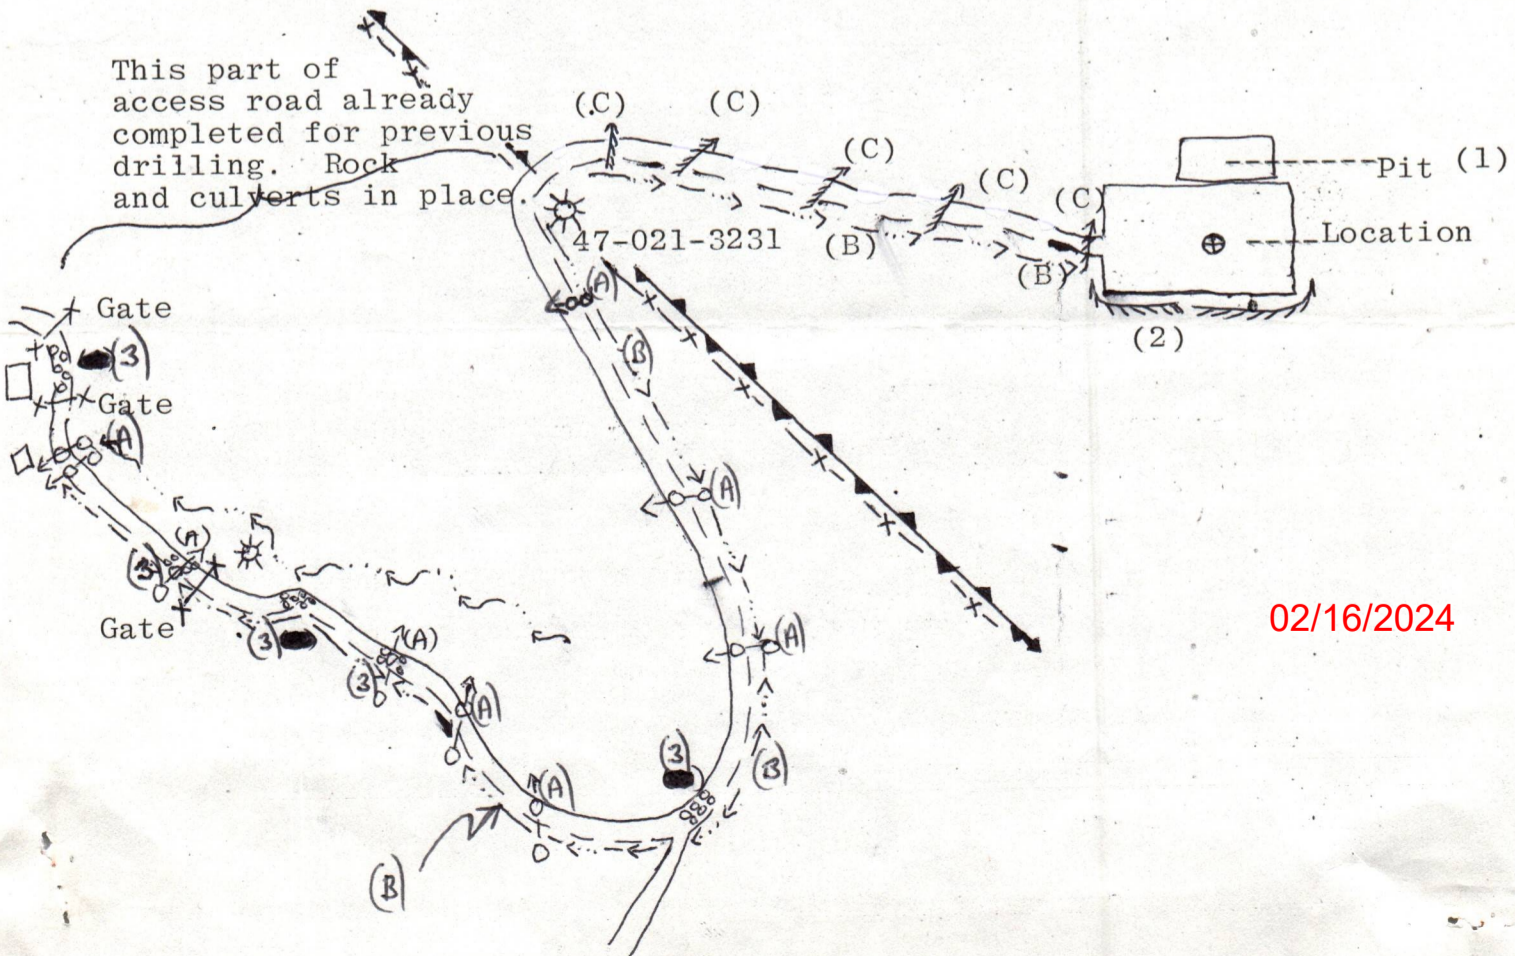 This part of
access road already
completed for previous
drilling. Rock
and culverts in place.
(C)
(C)
(C)
(C)
(C)
Pit (1)
Location
47-021-3231
(B)
(B)
(2)
(A)
(B)
Gate
(3)
Gate
(A)
(A)
(A)
(3)
Gate
(3)
(A)
(3)
(A)
(A)
(A)
(3)
(B)
(B)
02/16/2024